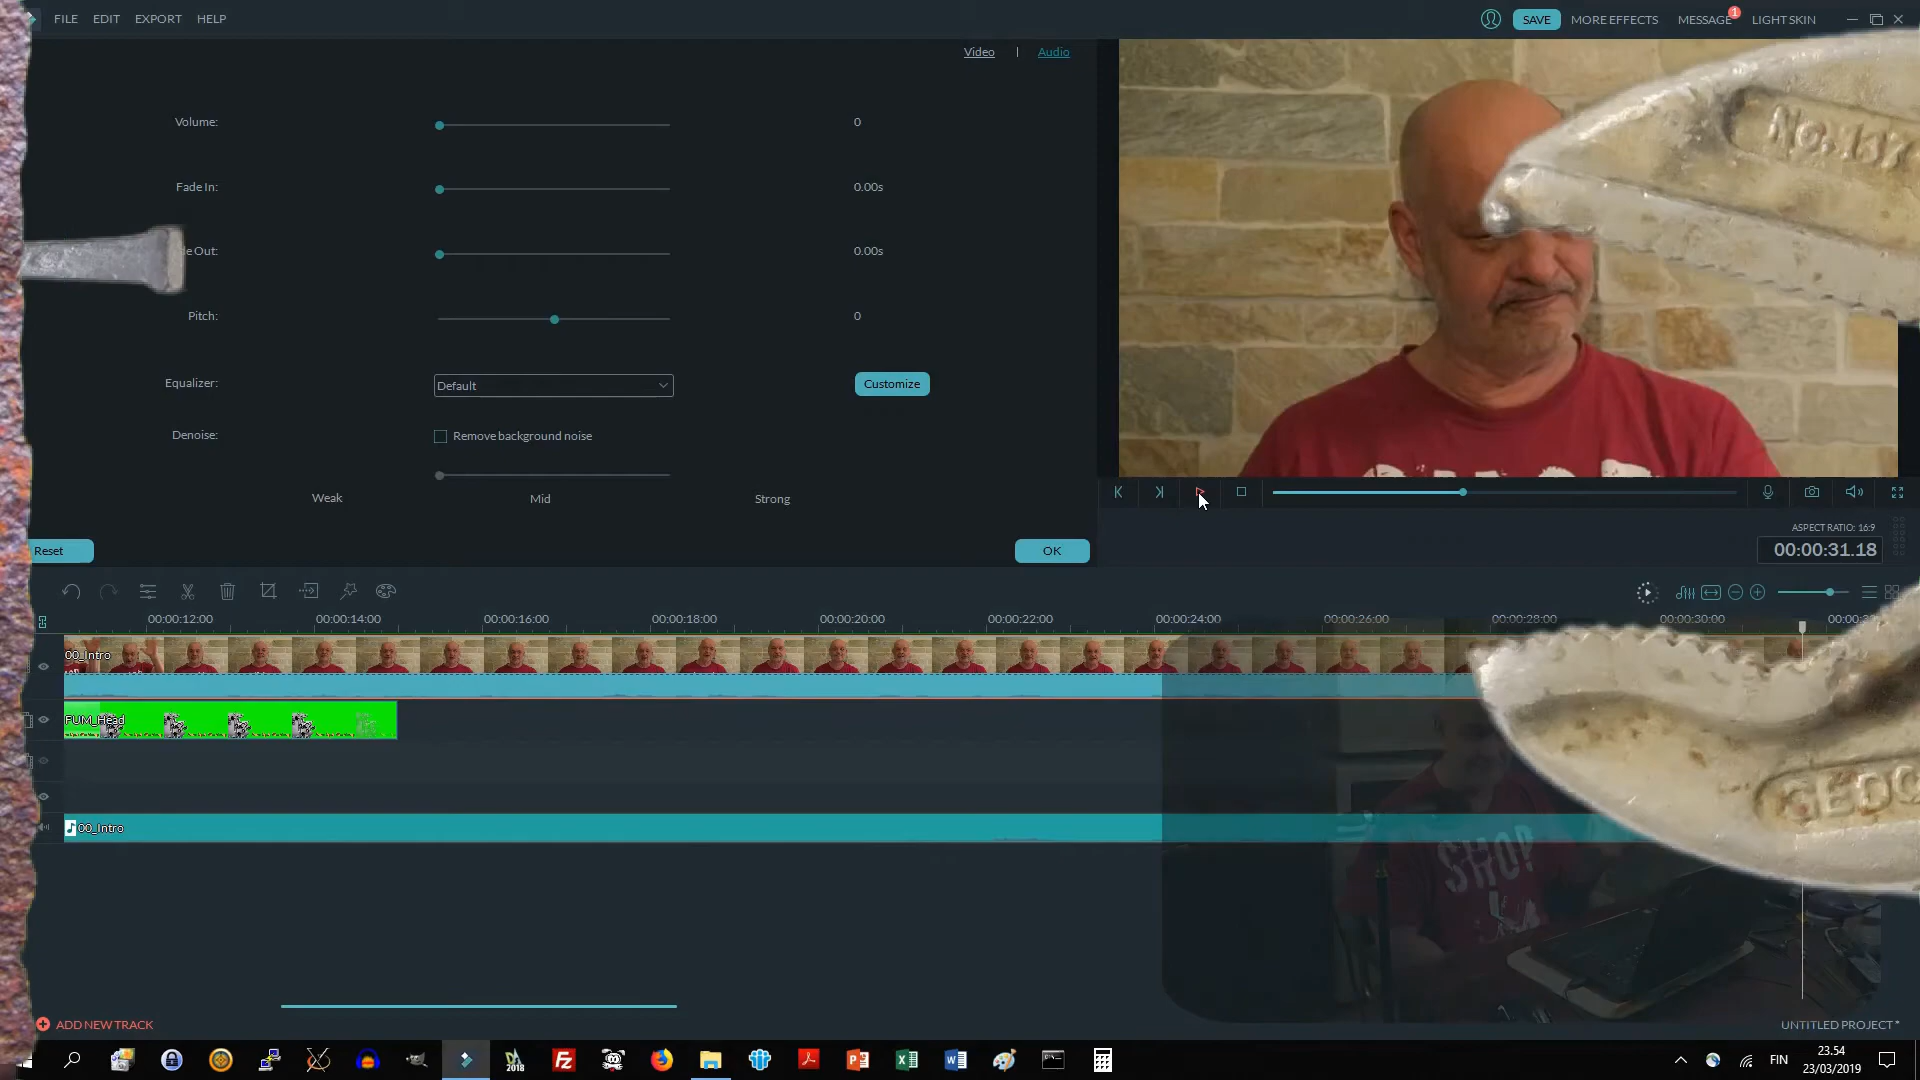 FILE EDIT EXPORT HELP
SAVE MORE EFFECTS MESSAGE 1 LIGHT SKIN
Video | Audio
Volume: 0
Fade In: 0.00s
de Out: 0.00s
Pitch: 0
Equalizer: Default Customize
Denoise: Remove background noise
Weak Mid Strong
Reset OK
ASPECT RATIO: 16:9
00:00:31.18
00:00:12:00 00:00:14:00 00:00:16:00 00:00:18:00 00:00:20:00 00:00:22:00 00:00:24:00 00:00:26:00 00:00:28:00 00:00:30:00
00_Intro
FUM_Head
00_Intro
SHOP
GEDO
ADD NEW TRACK
UNTITLED PROJECT *
2018
FIN
23.54
23/03/2019